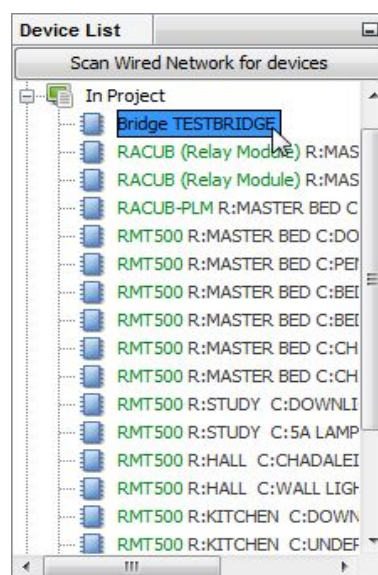 Device List
Scan Wired Network for devices
In Project
Bridge TESTBRIDGE
RACUB (Relay Module) R:MAS
RACUB (Relay Module) R:MAS
RACUB-PLM R:MASTER BED C
RMT500 R:MASTER BED C:DO
RMT500 R:MASTER BED C:PEN
RMT500 R:MASTER BED C:BED
RMT500 R:MASTER BED C:BED
RMT500 R:MASTER BED C:CH
RMT500 R:MASTER BED C:CH
RMT500 R:STUDY C:DOWNLI
RMT500 R:STUDY C:5A LAMP
RMT500 R:HALL C:CHADALEI
RMT500 R:HALL C:WALL LIGH
RMT500 R:KITCHEN C:DOWN
RMT500 R:KITCHEN C:UNDER